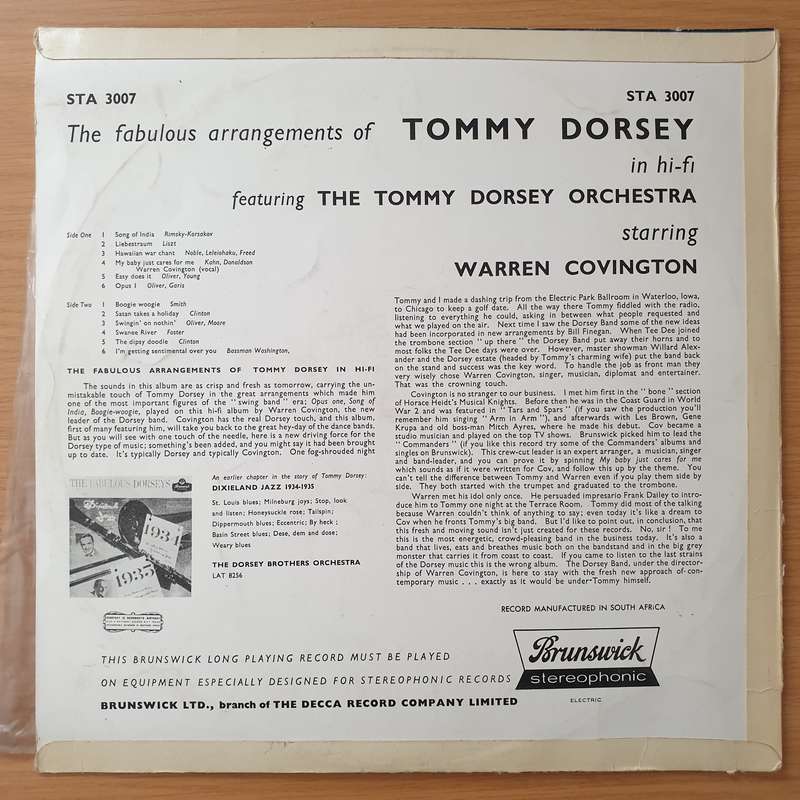 STA 3007
STA 3007
The fabulous arrangements of TOMMY DORSEY
in hi-fi
featuring THE TOMMY DORSEY ORCHESTRA
starring
WARREN COVINGTON
Side One 1 Song of India Rimsky-Korsakov
2 Liebestraum Liszt
3 Hawaiian war chant Noble, Leleiohaku, Freed
4 My baby just cares for me Kahn, Donaldson
Warren Covington (vocal)
5 Easy does it Oliver, Young
6 Opus I Oliver, Garis
Side Two 1 Boogie woogie Smith
2 Satan takes a holiday Clinton
3 Swingin' on nothin' Oliver, Moore
4 Swanee River Foster
5 The dipsy doodle Clinton
6 I'm getting sentimental over you Bassman Washington,
THE FABULOUS ARRANGEMENTS OF TOMMY DORSEY IN HI-FI
The sounds in this album are as crisp and fresh as tomorrow, carrying the un-
mistakable touch of Tommy Dorsey in the great arrangements which made him
one of the most important figures of the "swing band" era; Opus one, Song of
India, Boogie-woogie, played on this hi-fi album by Warren Covington, the new
leader of the Dorsey band. Covington has the real Dorsey touch, and this album,
first of many featuring him, will take you back to the great hey-day of the dance bands.
But as you will see with one touch of the needle, here is a new driving force for the
Dorsey type of music; something's been added, and you might say it had been brought
up to date. It's typically Dorsey and typically Covington. One fog-shrouded night
Tommy and I made a dashing trip from the Electric Park Ballroom in Waterloo, Iowa,
to Chicago to keep a golf date. All the way there Tommy fiddled with the radio,
listening to everything he could, asking in between what people requested and
what we played on the air. Next time I saw the Dorsey Band some of the new ideas
had been incorporated in new arrangements by Bill Finegan. When Tee Dee joined
the trombone section "up there" the Dorsey Band put away their horns and to
most folks the Tee Dee days were over. However, master showman Willard Alex-
ander and the Dorsey estate (headed by Tommy's charming wife) put the band back
on the stand and success was the key word. To handle the job as front man they
very wisely chose Warren Covington, singer, musician, diplomat and entertainer.
That was the crowning touch.
Covington is no stranger to our business. I met him first in the "bone" section
of Horace Heidt's Musical Knights. Before then he was in the Coast Guard in World
War 2 and was featured in "Tars and Spars" (if you saw the production you'll
remember him singing "Arm in Arm"), and afterwards with Les Brown, Gene
Krupa and old boss-man Mitch Ayres, where he made his debut. Cov became a
studio musician and played on the top TV shows. Brunswick picked him to lead the
"Commanders" (if you like this record try some of the Commanders' albums and
singles on Brunswick). This crew-cut leader is an expert arranger, a musician, singer
and band-leader, and you can prove it by spinning My baby just cares for me
which sounds as if it were written for Cov, and follow this up by the theme. You
can't tell the difference between Tommy and Warren even if you play them side by
side. They both started with the trumpet and graduated to the trombone.
Warren met his idol only once. He persuaded impresario Frank Dailey to intro-
duce him to Tommy one night at the Terrace Room. Tommy did most of the talking
because Warren couldn't think of anything to say; even today it's like a dream to
Cov when he fronts Tommy's big band. But I'd like to point out, in conclusion, that
this fresh and moving sound isn't just created for these records. No, sir! To me
this is the most energetic, crowd-pleasing band in the business today. It's also a
band that lives, eats and breathes music both on the bandstand and in the big grey
monster that carries it from coast to coast. If you came to listen to the last strains
of the Dorsey music this is the wrong album. The Dorsey Band, under the director-
ship of Warren Covington, is here to stay with the fresh new approach of con-
temporary music . . . exactly as it would be under Tommy himself.
THE FABULOUS DORSEYS
1934
1935
An earlier chapter in the story of Tommy Dorsey:
DIXIELAND JAZZ 1934-1935
St. Louis blues; Milneburg joys; Stop, look
and listen; Honeysuckle rose; Tailspin;
Dippermouth blues; Eccentric; By heck;
Basin Street blues; Dese, dem and dose;
Weary blues
THE DORSEY BROTHERS ORCHESTRA
LAT 8256
RECORD MANUFACTURED IN SOUTH AFRICA
Brunswick
stereophonic
ELECTRIC
THIS BRUNSWICK LONG PLAYING RECORD MUST BE PLAYED
ON EQUIPMENT ESPECIALLY DESIGNED FOR STEREOPHONIC RECORDS
BRUNSWICK LTD., branch of THE DECCA RECORD COMPANY LIMITED